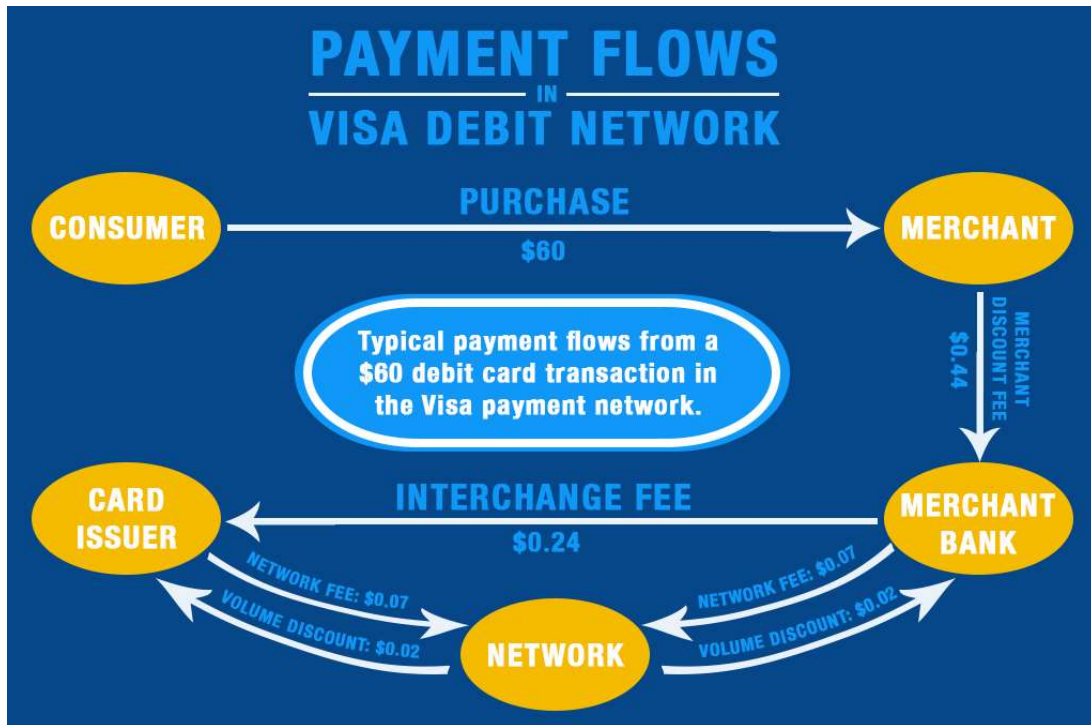 PAYMENT FLOWS
IN
VISA DEBIT NETWORK
CONSUMER
PURCHASE
$60
MERCHANT
Typical payment flows from a
$60 debit card transaction in
the Visa payment network.
MERCHANT
DISCOUNT FEE
$0.44
CARD
ISSUER
INTERCHANGE FEE
$0.24
MERCHANT
BANK
NETWORK FEE: $0.07
VOLUME DISCOUNT: $0.02
NETWORK
NETWORK FEE: $0.07
VOLUME DISCOUNT: $0.02